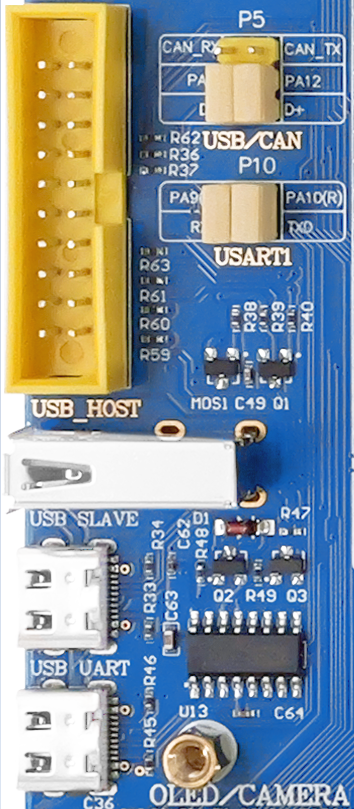 P5
CAN_RX CAN_TX
PA PA12
D D+
USB/CAN
P10
PA9( PA10(R)
TXD
USART1
R62
R36
R37
R63
R61
R60
R59
R38 R39 R40
MOS1 C49 Q1
USB_HOST
USB SLAVE
R34 C62 R48 D1 R47
Q2 R49 Q3
R33 C63
USB UART
R46
R45
U13 C64
C36
OLED/CAMERA